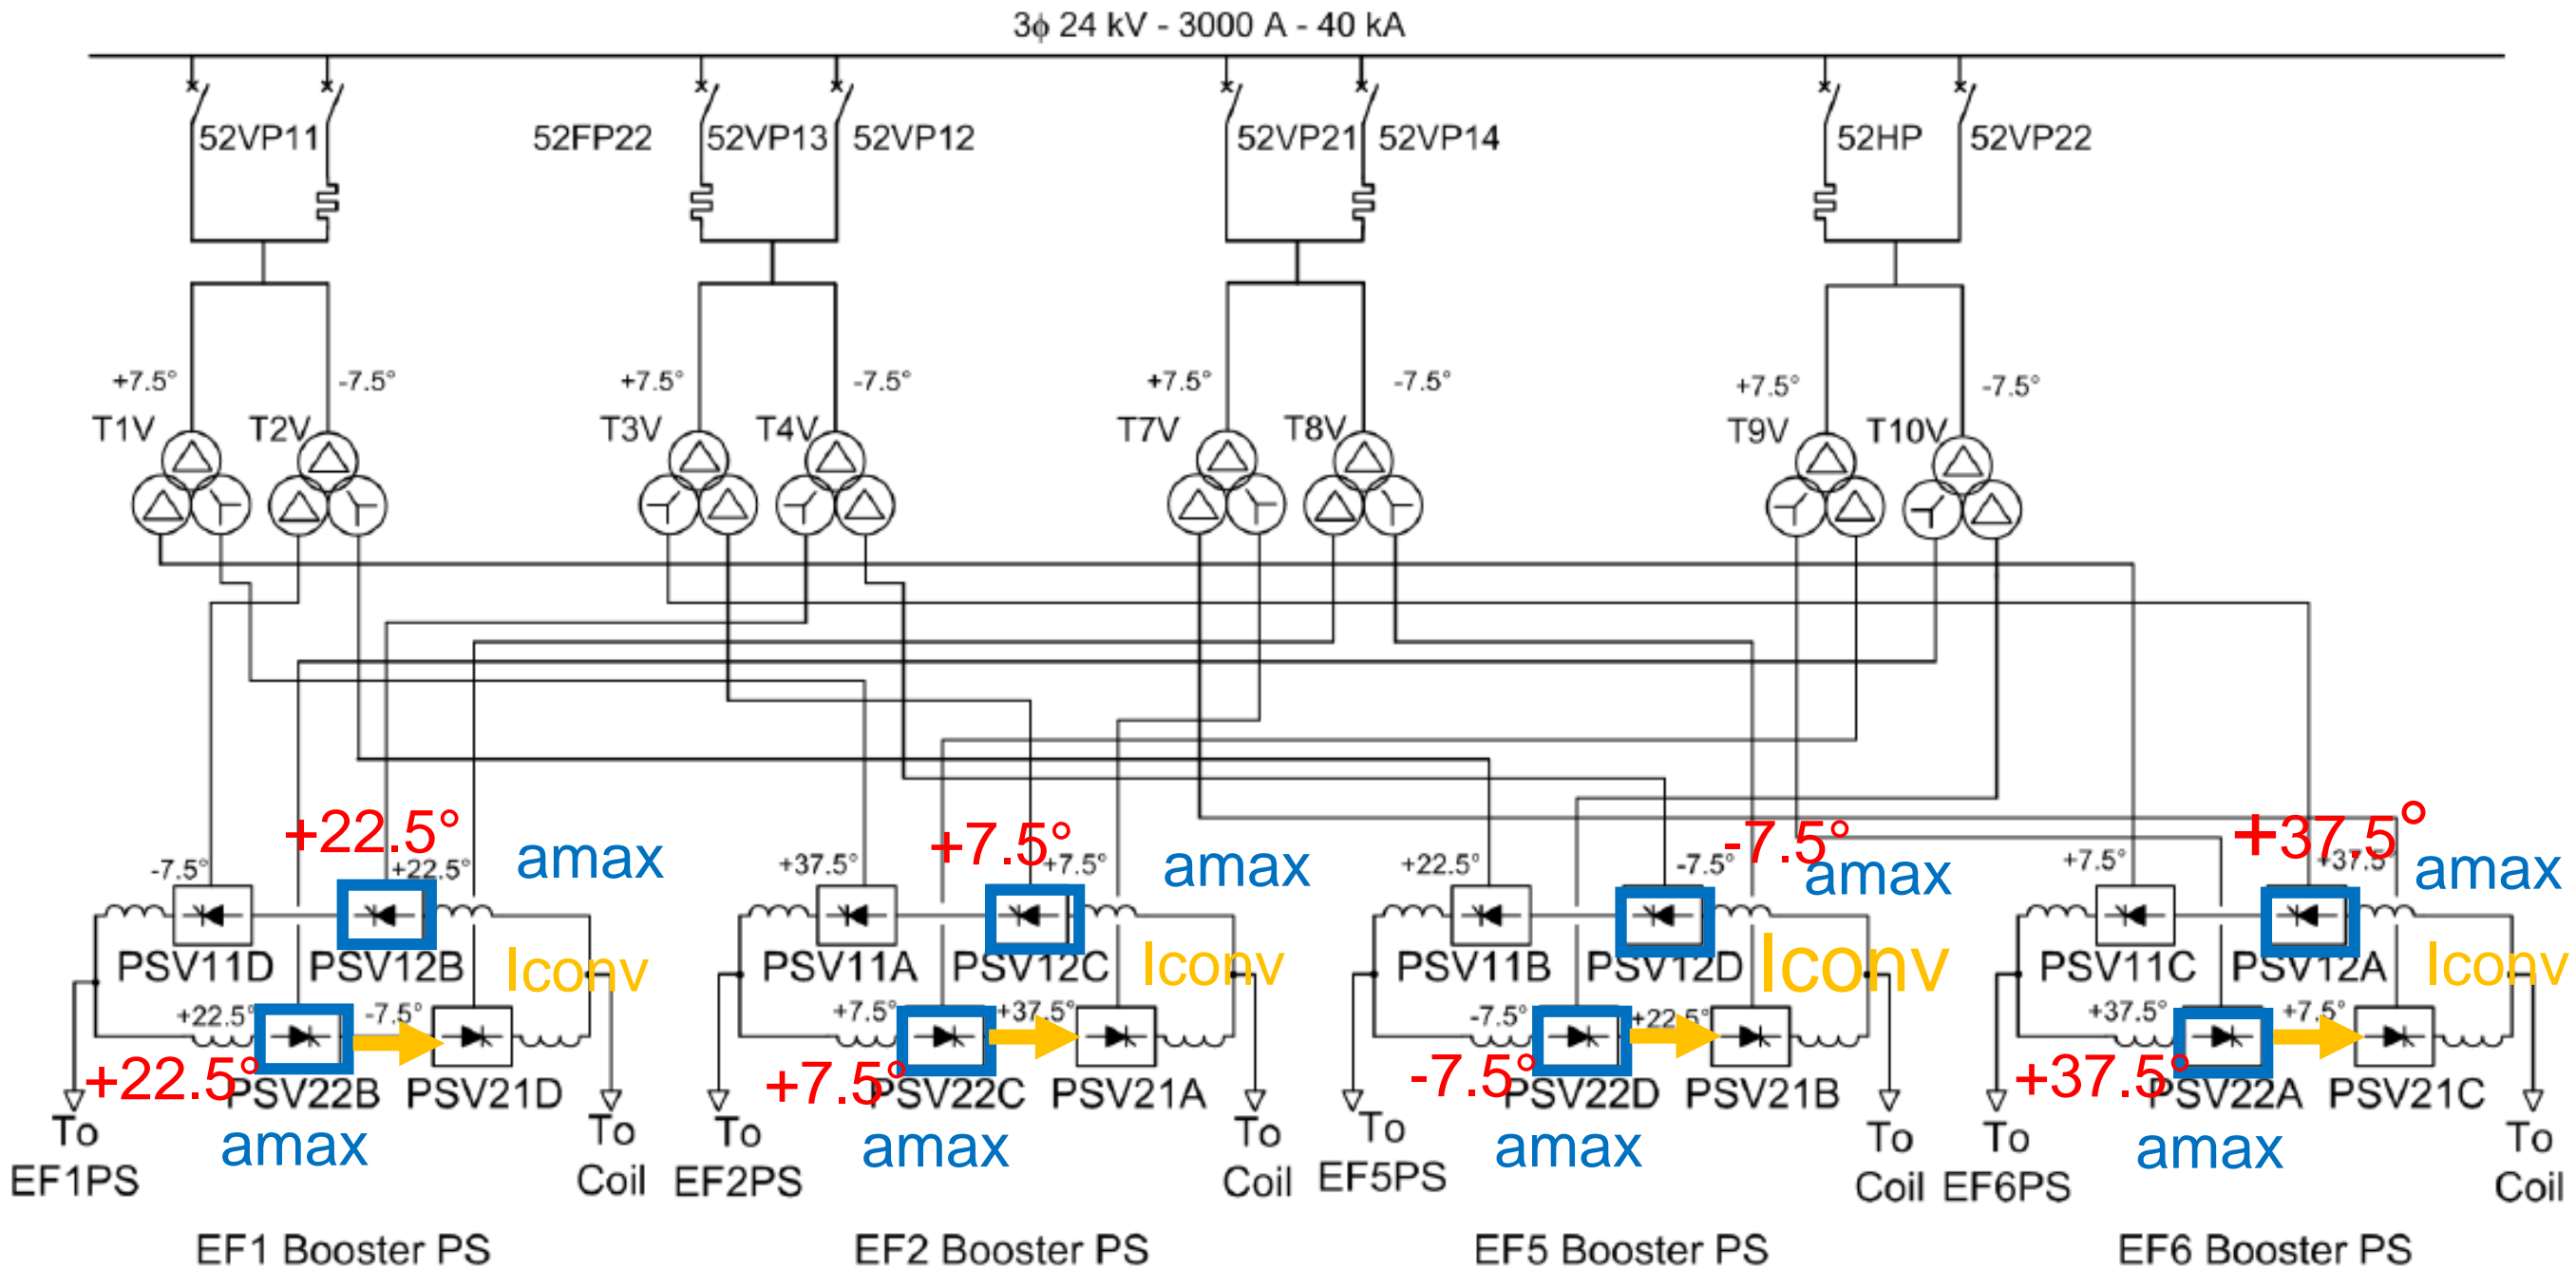 3ϕ 24 kV - 3000 A - 40 kA
52VP11 52FP22 52VP13 52VP12 52VP21 52VP14 52HP 52VP22
+7.5° -7.5° +7.5° -7.5° +7.5° -7.5° +7.5° -7.5°
T1V T2V T3V T4V T7V T8V T9V T10V
+22.5° +7.5° -7.5° +37.5°
-7.5° +22.5° amax +37.5° +7.5° amax +22.5° -7.5° amax +7.5° +37.5° amax
PSV11D PSV12B Iconv PSV11A PSV12C Iconv PSV11B PSV12D Iconv PSV11C PSV12A Iconv
+22.5° -7.5° +7.5° +37.5° -7.5° +22.5° +37.5° +7.5°
+22.5° PSV22B PSV21D +7.5° PSV22C PSV21A -7.5° PSV22D PSV21B +37.5° PSV22A PSV21C
amax amax amax amax
To To To To To To To To
EF1PS Coil EF2PS Coil EF5PS Coil EF6PS Coil
EF1 Booster PS EF2 Booster PS EF5 Booster PS EF6 Booster PS